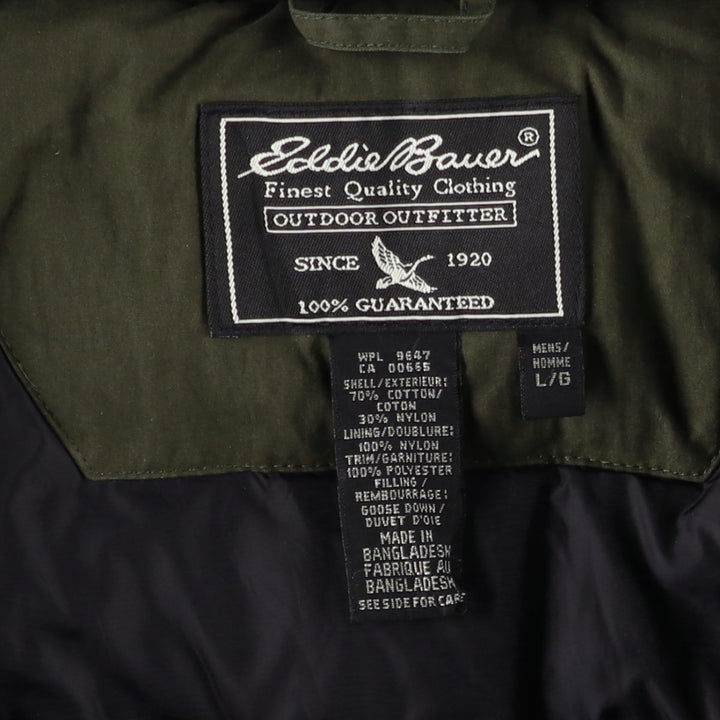 Eddie Bauer®
Finest Quality Clothing
OUTDOOR OUTFITTER
SINCE 1920
100% GUARANTEED
MENS/
HOMME
L/G
WPL 9647
CA 00665
SHELL/EXTERIEUR:
70% COTTON/
COTON
30% NYLON
LINING/DOUBLURE:
100% NYLON
TRIM/GARNITURE:
100% POLYESTER
FILLING/
REMBOURRAGE:
GOOSE DOWN/
DUVET D'OIE
MADE IN
BANGLADESH
FABRIQUE AU
BANGLADESH
SEE SIDE FOR CARE